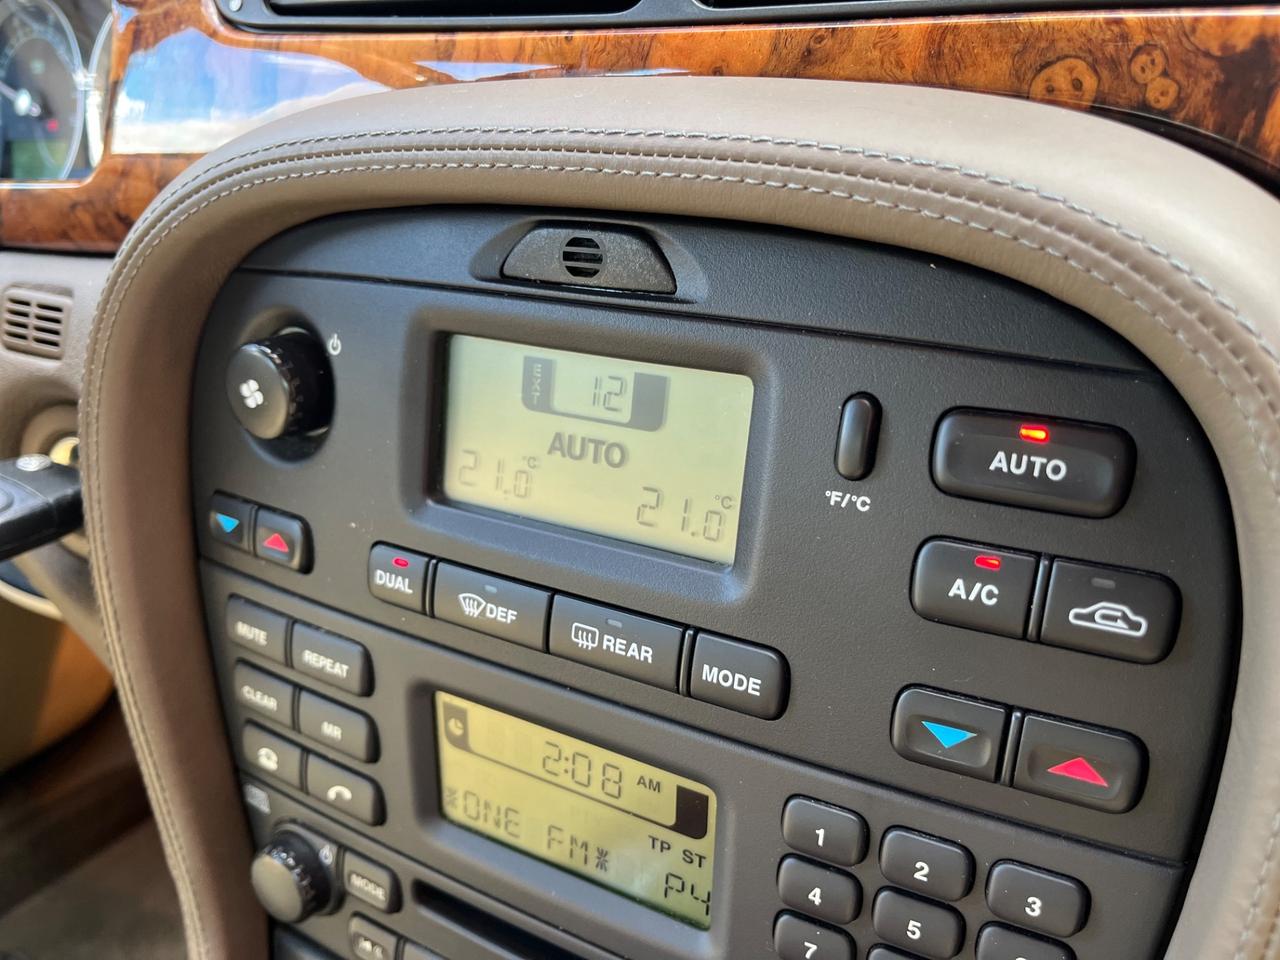 EXT 12
AUTO
21.0°C 21.0°C
°F/°C
AUTO
A/C
DUAL DEF REAR MODE
MUTE REPEAT
CLEAR MR
2:08 AM
TP ST
*ONE FM*
P4
MODE
1 2 3
4 5
7